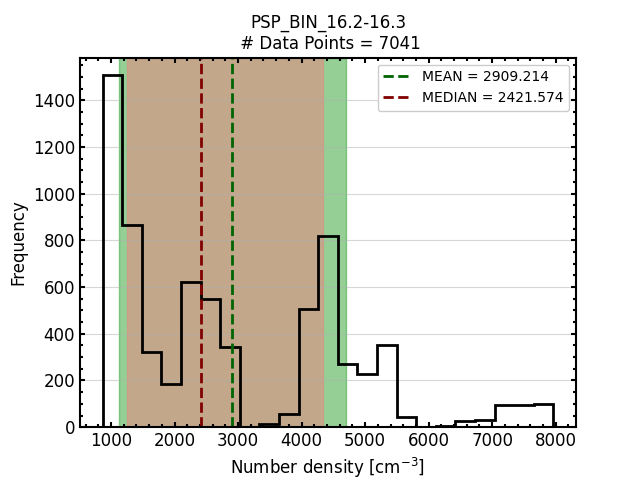 PSP_BIN_16.2-16.3
# Data Points = 7041
MEAN = 2909.214
MEDIAN = 2421.574
1400
1200
1000
800
600
400
200
0
Frequency
1000 2000 3000 4000 5000 6000 7000 8000
Number density [cm⁻³]